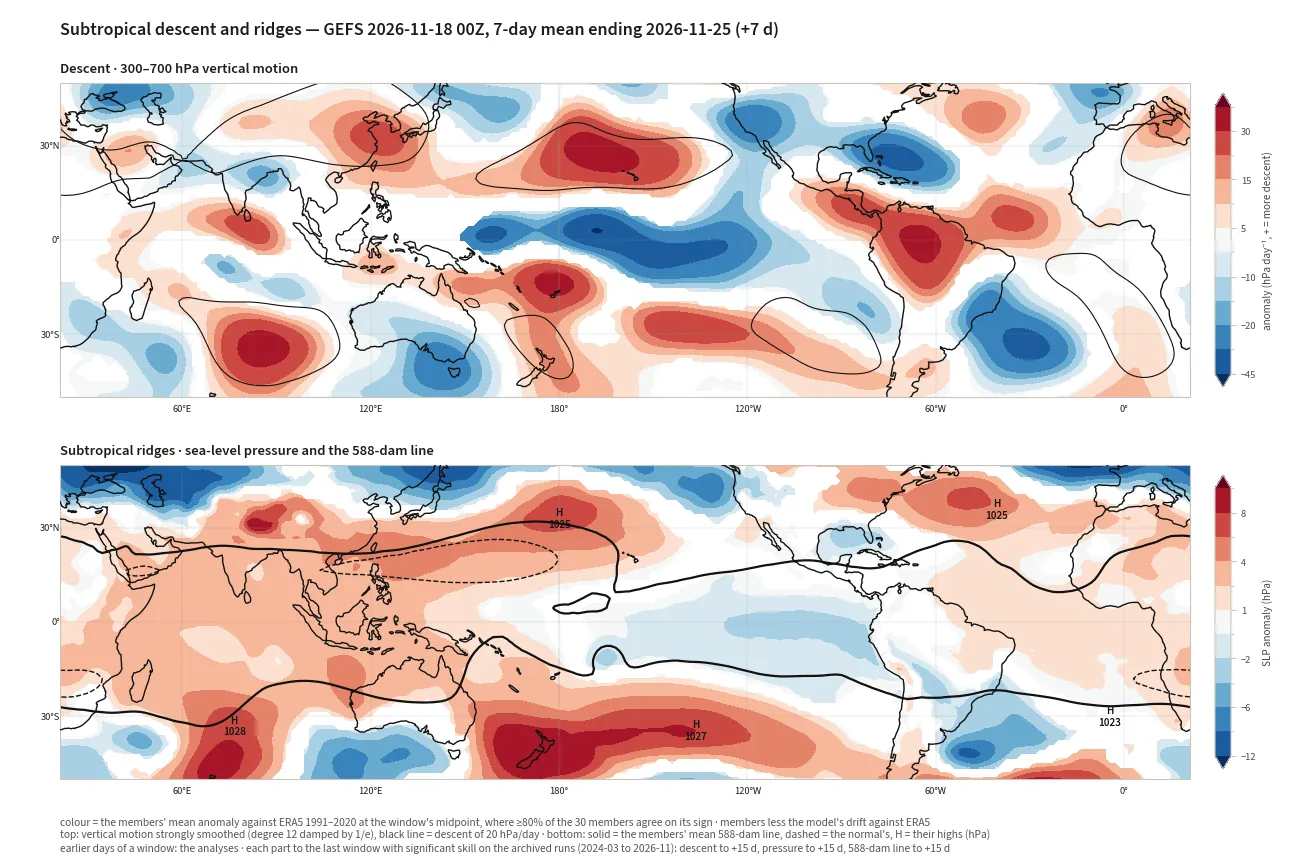 Subtropical descent and ridges — GEFS 2026-11-18 00Z, 7-day mean ending 2026-11-25 (+7 d)
Descent · 300–700 hPa vertical motion
30°N
0°
30°S
60°E
120°E
180°
120°W
60°W
0°
30
15
5
−10
−20
−45
anomaly (hPa day⁻¹, + = more descent)
Subtropical ridges · sea-level pressure and the 588-dam line
30°N
0°
30°S
H
1025
H
1025
H
1028
H
1027
H
1023
60°E
120°E
180°
120°W
60°W
0°
8
4
1
−2
−6
−12
SLP anomaly (hPa)
colour = the members' mean anomaly against ERA5 1991–2020 at the window's midpoint, where ≥80% of the 30 members agree on its sign · members less the model's drift against ERA5
top: vertical motion strongly smoothed (degree 12 damped by 1/e), black line = descent of 20 hPa/day · bottom: solid = the members' mean 588-dam line, dashed = the normal's, H = their highs (hPa)
earlier days of a window: the analyses · each part to the last window with significant skill on the archived runs (2024-03 to 2026-11): descent to +15 d, pressure to +15 d, 588-dam line to +15 d